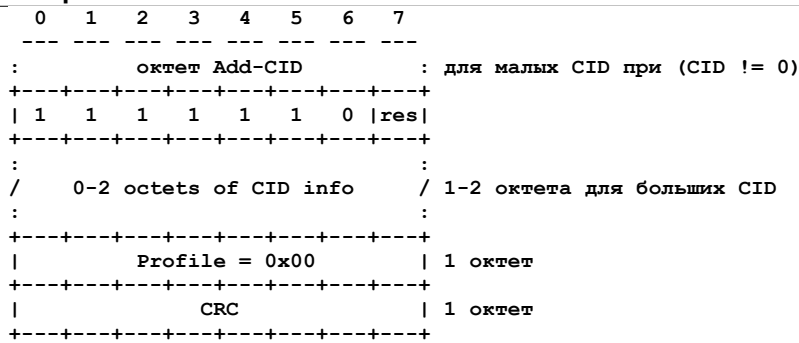 0   1   2   3   4   5   6   7
 --- --- --- --- --- --- --- ---
:         октет Add-CID         : для малых CID при (CID != 0)
+---+---+---+---+---+---+---+---+
| 1   1   1   1   1   1   0 |res|
+---+---+---+---+---+---+---+---+
:                               :
/    0-2 octets of CID info     / 1-2 октета для больших CID
:                               :
+---+---+---+---+---+---+---+---+
|         Profile = 0x00        | 1 октет
+---+---+---+---+---+---+---+---+
|              CRC              | 1 октет
+---+---+---+---+---+---+---+---+